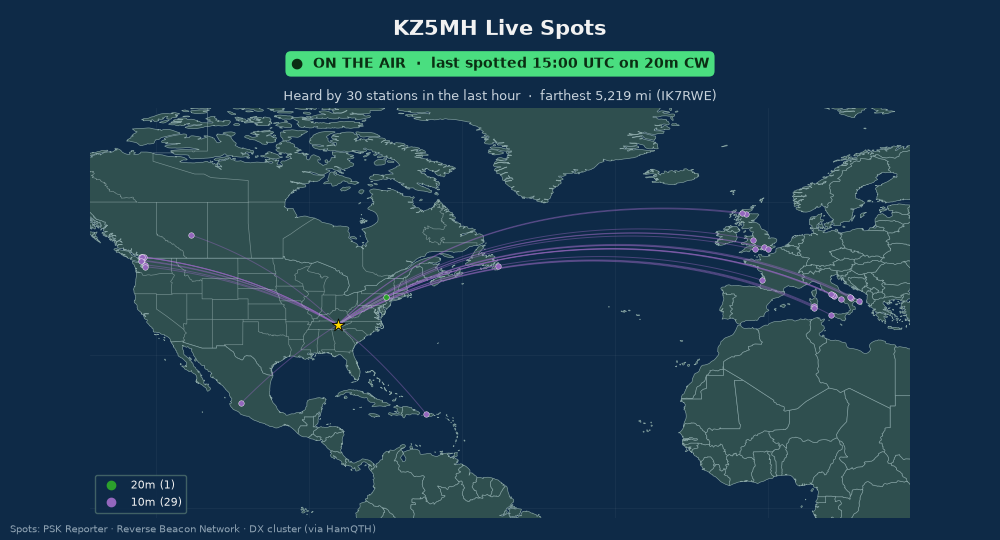 KZ5MH Live Spots
● ON THE AIR · last spotted 15:00 UTC on 20m CW
Heard by 30 stations in the last hour · farthest 5,219 mi (IK7RWE)
20m (1)
10m (29)
Spots: PSK Reporter · Reverse Beacon Network · DX cluster (via HamQTH)